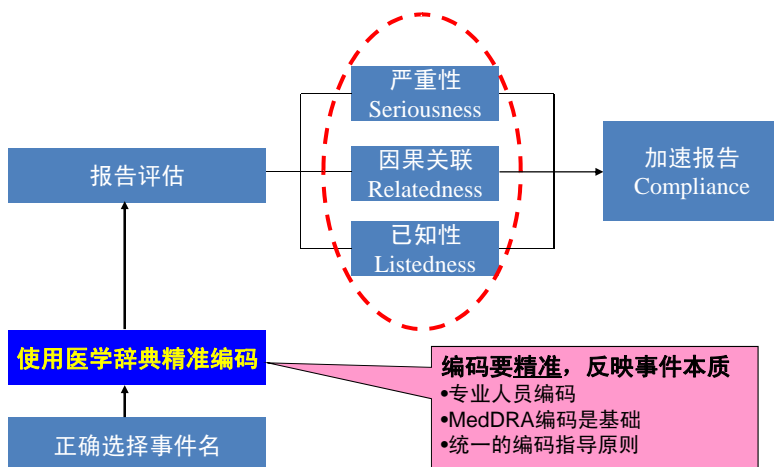 严重性
Seriousness
报告评估
因果关联
Relatedness
加速报告
Compliance
已知性
Listedness
使用医学辞典精准编码
编码要精准，反映事件本质
•专业人员编码
•MedDRA编码是基础
•统一的编码指导原则
正确选择事件名